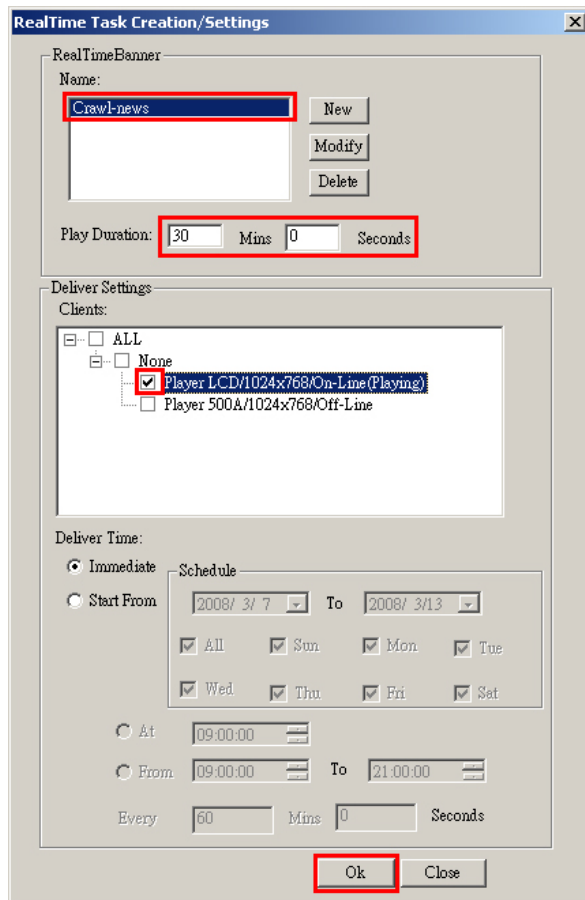 RealTime Task Creation/Settings
RealTimeBanner
Name:
Crawl-news
New
Modify
Delete
Play Duration: 30 Mins 0 Seconds
Deliver Settings
Clients:
ALL
None
Player LCD/1024x768/On-Line(Playing)
Player 500A/1024x768/Off-Line
Deliver Time:
Immediate
Schedule
Start From 2008/ 3/ 7 To 2008/ 3/13
All Sun Mon Tue
Wed Thu Fri Sat
At 09:00:00
From 09:00:00 To 21:00:00
Every 60 Mins 0 Seconds
Ok Close